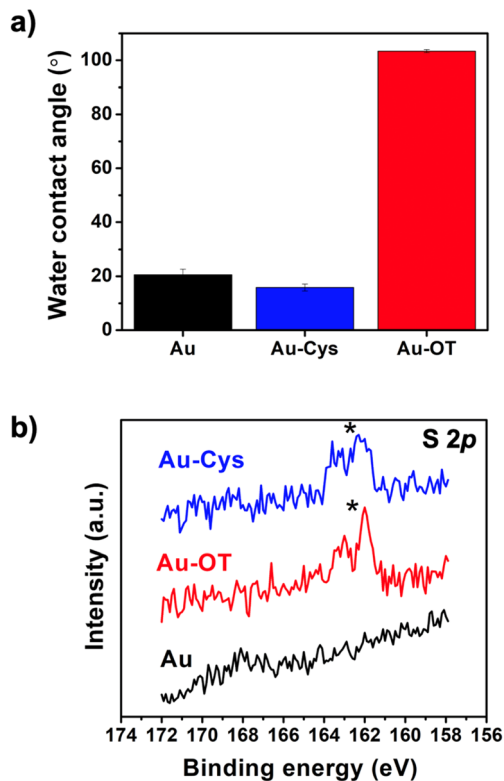 a)
Water contact angle (○)
100
80
60
40
20
0
Au Au-Cys Au-OT
b)
S 2p
Au-Cys
*
*
Au-OT
Au
Intensity (a.u.)
174 172 170 168 166 164 162 160 158 156
Binding energy (eV)